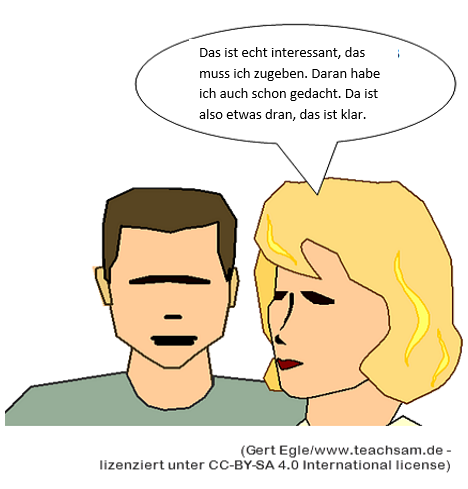 Das ist echt interessant, das
muss ich zugeben. Daran habe
ich auch schon gedacht. Da ist
also etwas dran, das ist klar.
(Gert Egle/www.teachsam.de -
lizenziert unter CC-BY-SA 4.0 International license)